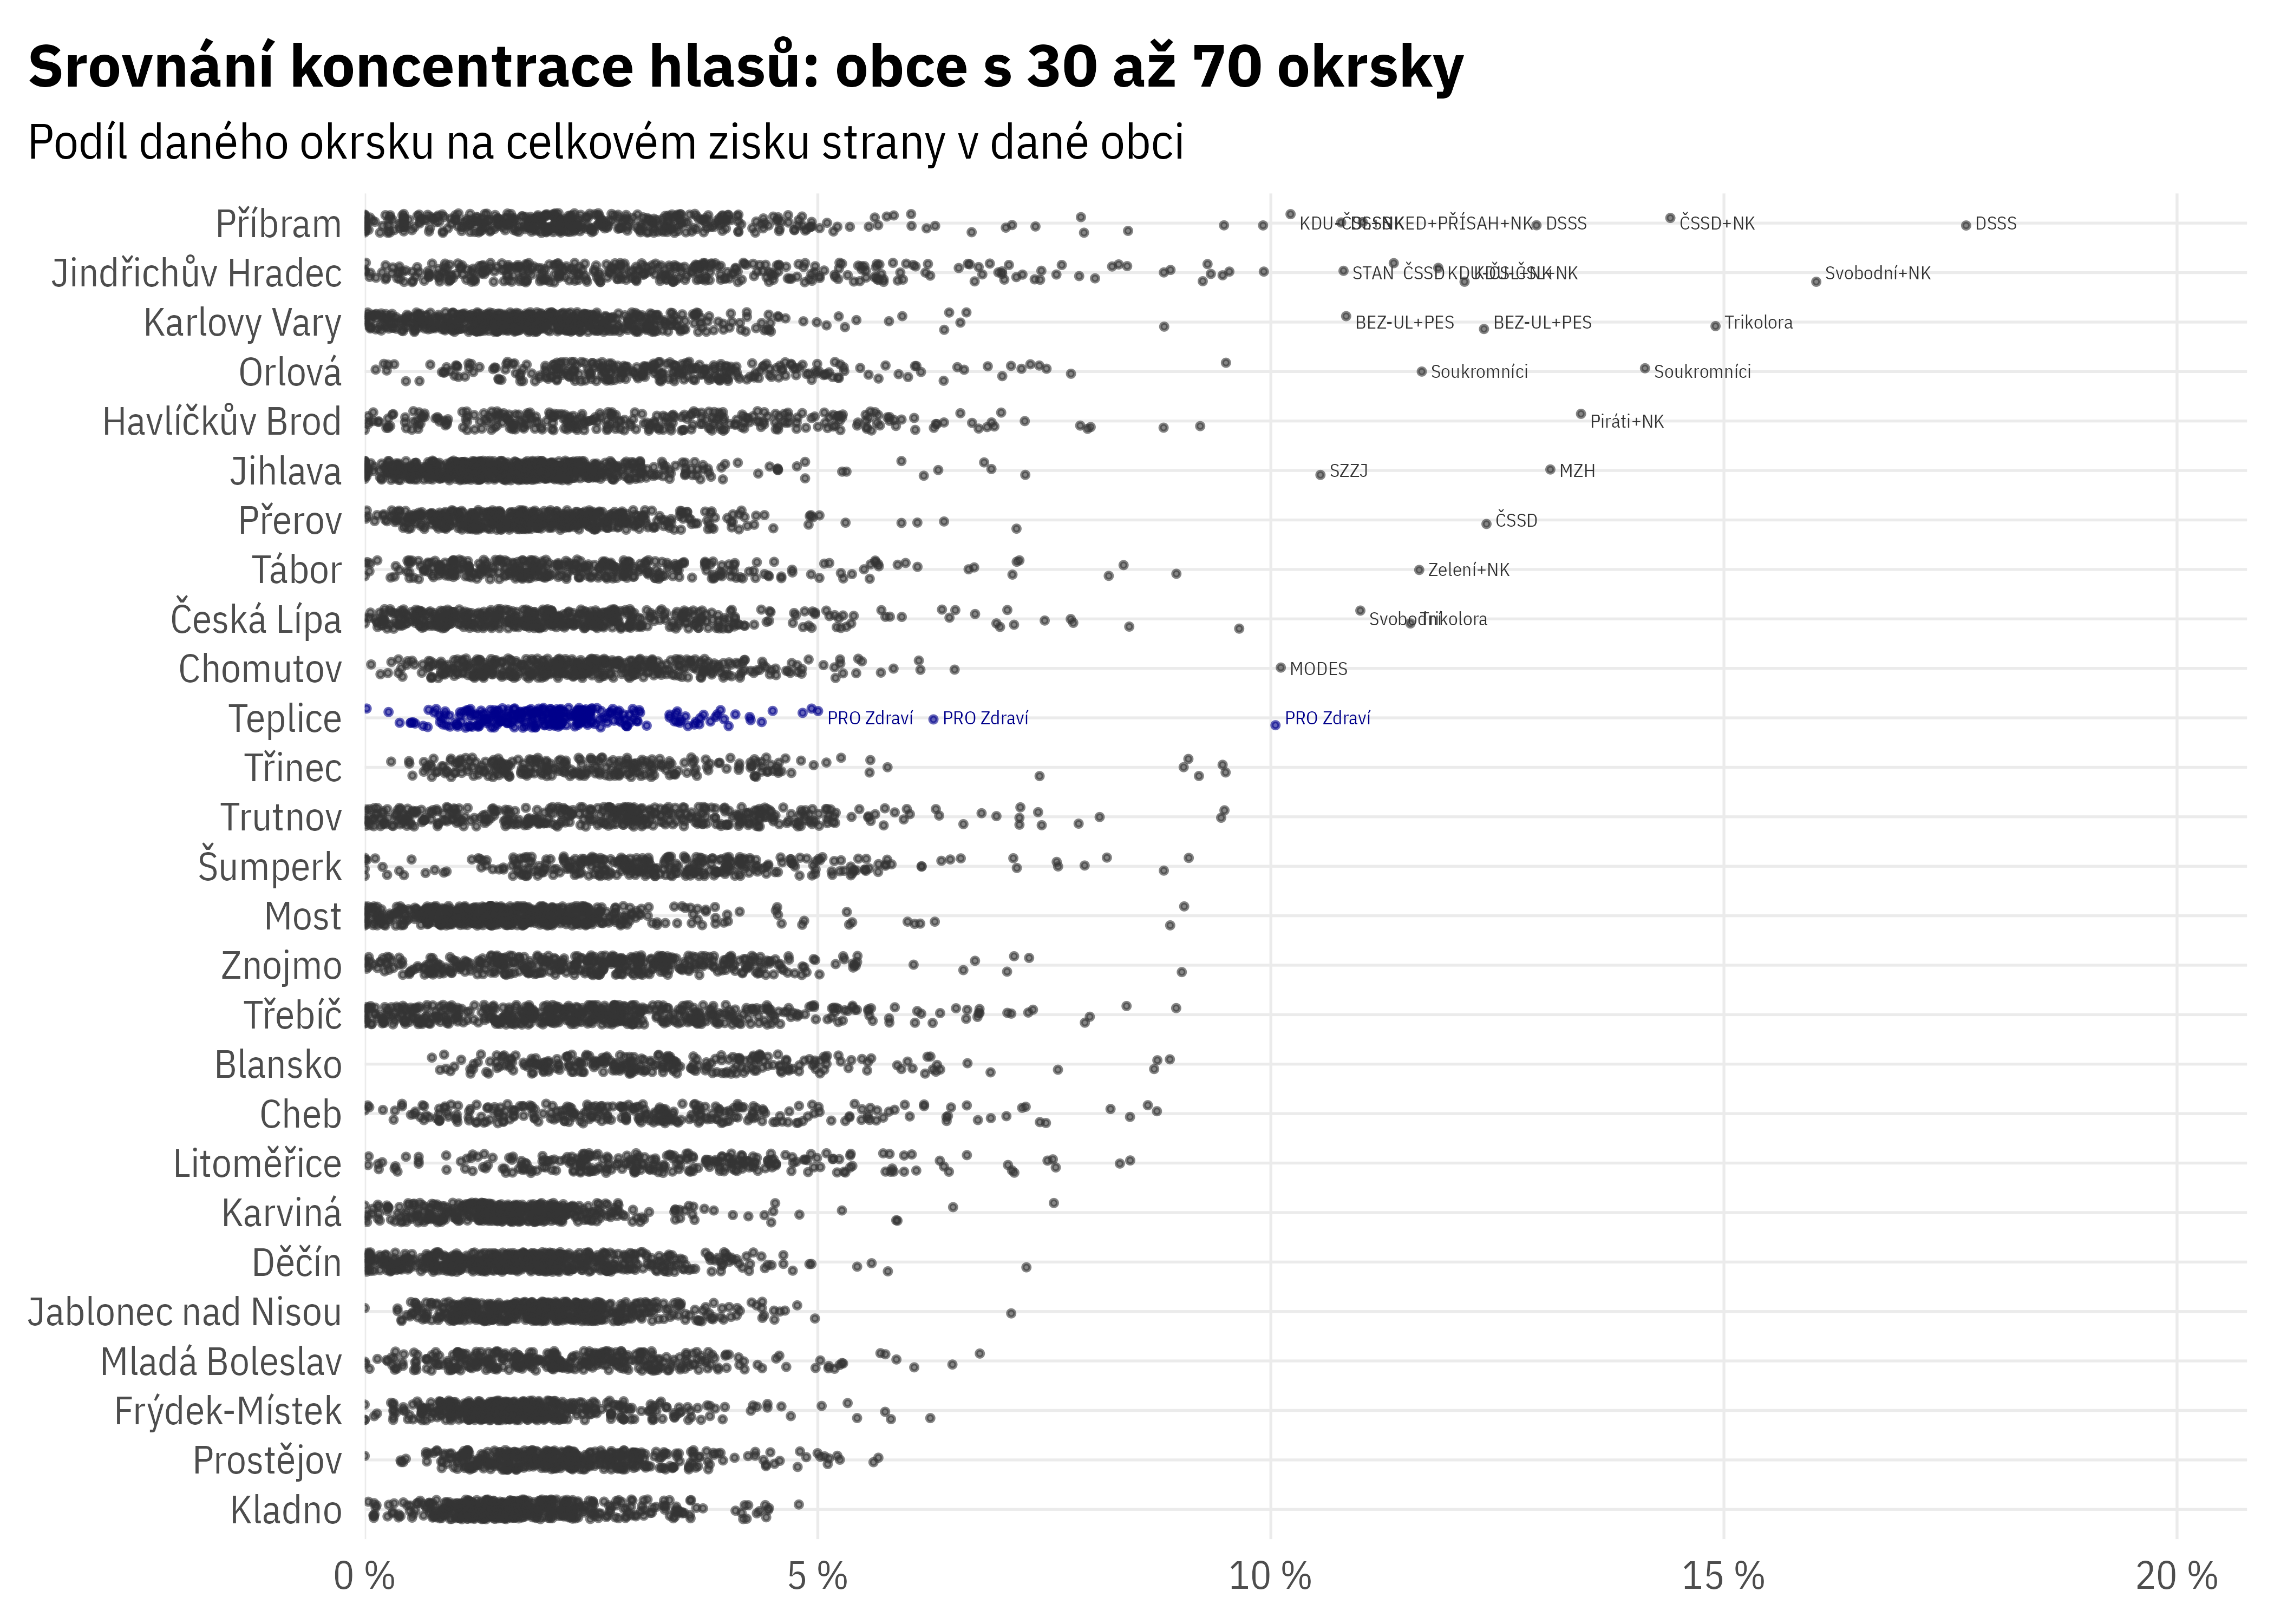 Srovnání koncentrace hlasů: obce s 30 až 70 okrsky
Podíl daného okrsku na celkovém zisku strany v dané obci
Příbram
DSSS
ČSSD+NK
DSSS
Jindřichův Hradec
STAN
ČSSD
Svobodní+NK
Karlovy Vary
BEZ-UL+PES
BEZ-UL+PES
Trikolora
Orlová
Soukromníci
Soukromníci
Havlíčkův Brod
Piráti+NK
Jihlava
SZZJ
MZH
Přerov
ČSSD
Tábor
Zelení+NK
Česká Lípa
Svobodní
Trikolora
Chomutov
MODES
Teplice
PRO Zdraví
PRO Zdraví
PRO Zdraví
Třinec
Trutnov
Šumperk
Most
Znojmo
Třebíč
Blansko
Cheb
Litoměřice
Karviná
Děčín
Jablonec nad Nisou
Mladá Boleslav
Frýdek-Místek
Prostějov
Kladno
0 %
5 %
10 %
15 %
20 %